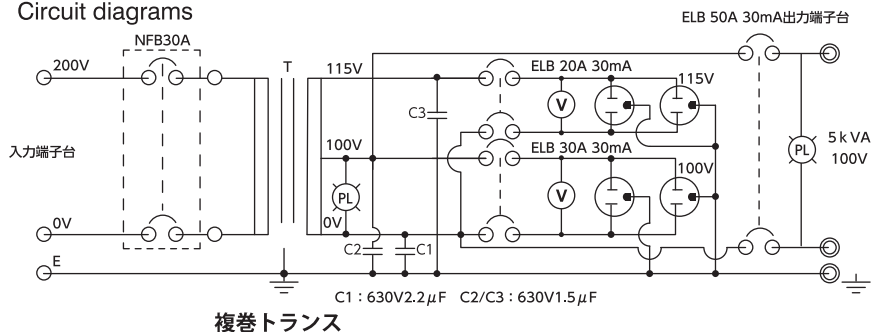 Circuit diagrams
ELB 50A 30mA出力端子台
NFB30A
200V
T
115V
ELB 20A 30mA
115V
C3
V
入力端子台
100V
ELB 30A 30mA
5kVA
100V
PL
PL
V
100V
0V
0V
C2
C1
E
C1:630V2.2μF C2/C3:630V1.5μF
複巻トランス